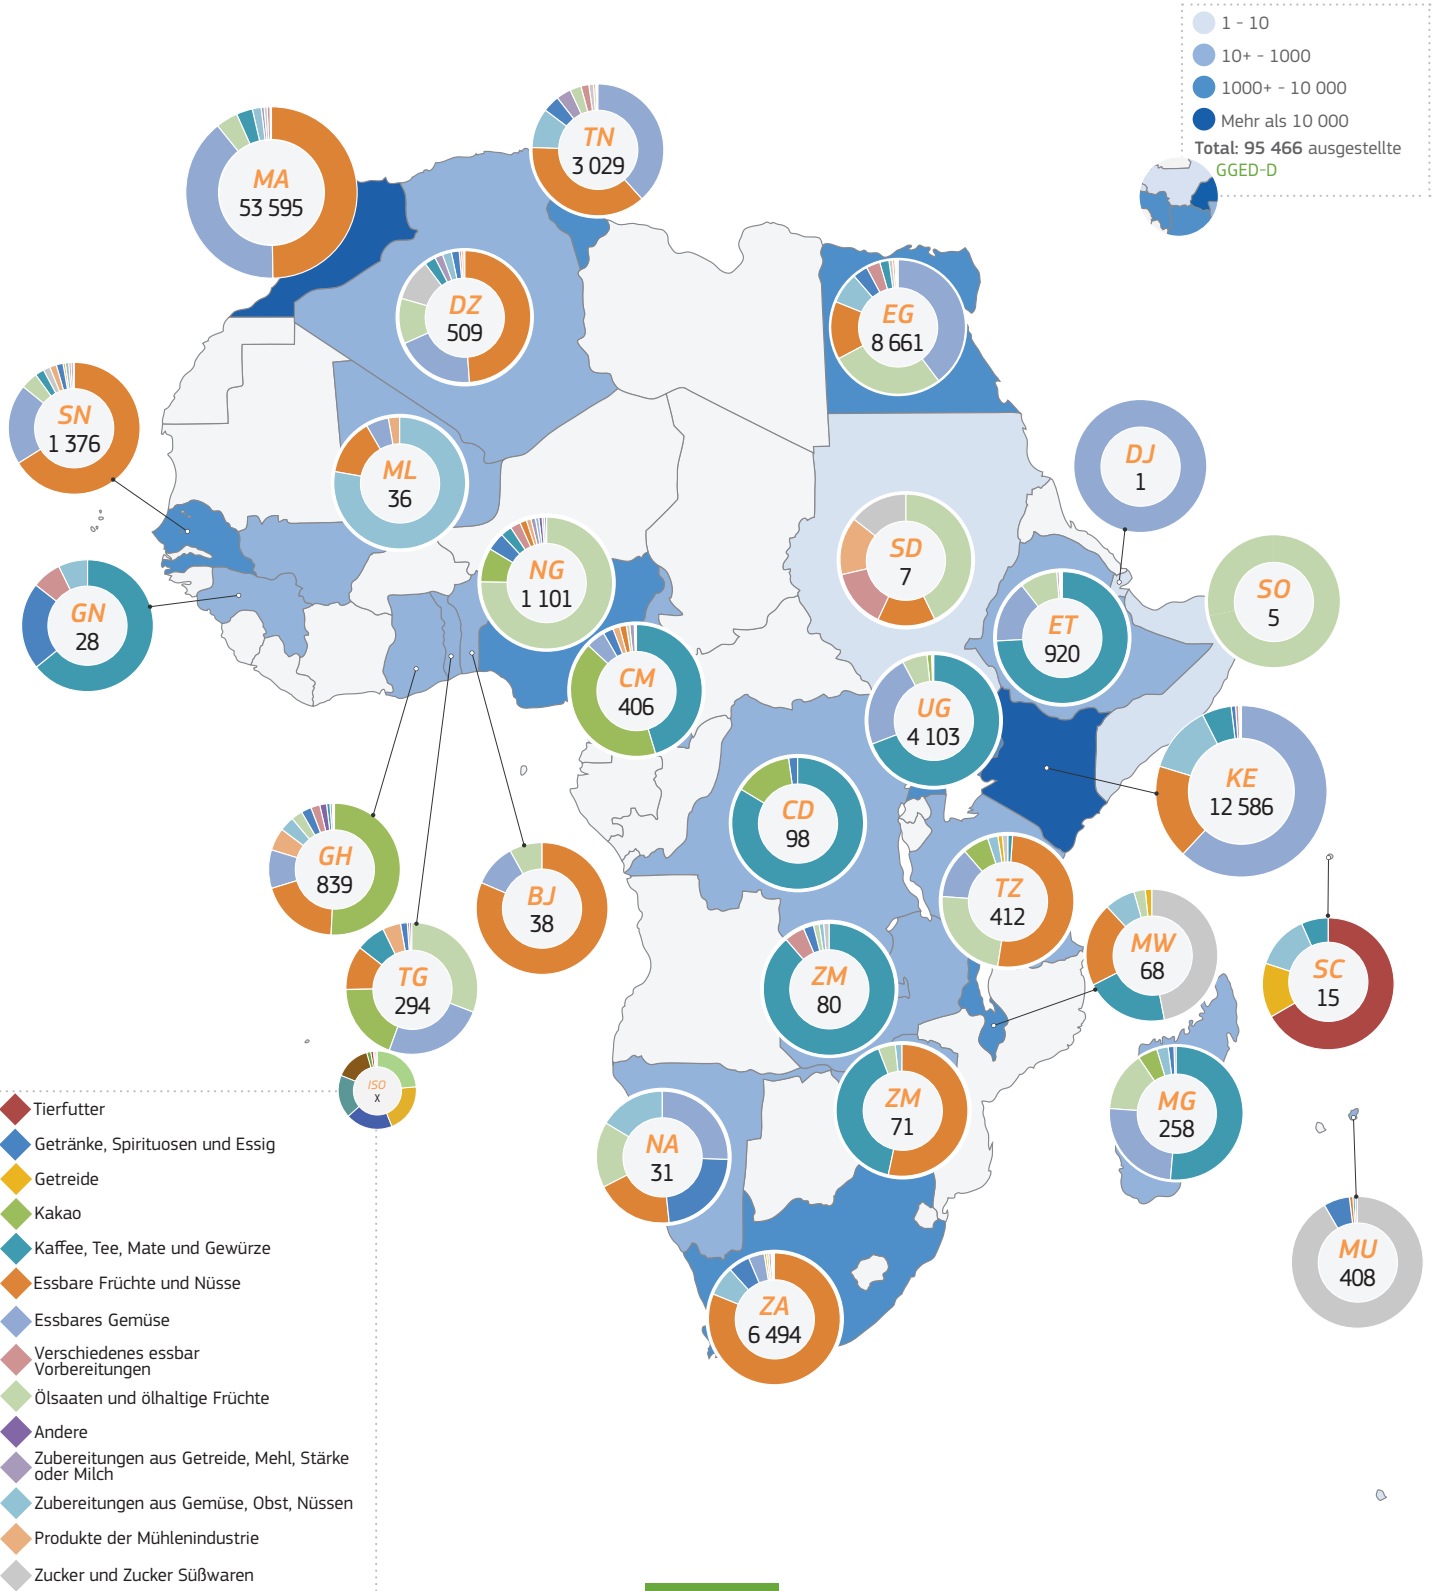 1 - 10
10+ - 1000
1000+ - 10 000
Mehr als 10 000
Total: 95 466 ausgestellte
GGED-D
TN
3 029
MA
53 595
DZ
509
EG
8 661
SN
1 376
ML
36
DJ
1
SD
7
NG
1 101
SO
5
GN
28
ET
920
CM
406
UG
4 103
KE
12 586
CD
98
GH
839
BJ
38
TZ
412
MW
68
TG
294
ZM
80
SC
15
ISO
X
ZM
71
MG
258
NA
31
MU
408
ZA
6 494
Tierfutter
Getränke, Spirituosen und Essig
Getreide
Kakao
Kaffee, Tee, Mate und Gewürze
Essbare Früchte und Nüsse
Essbares Gemüse
Verschiedenes essbar
Vorbereitungen
Ölsaaten und ölhaltige Früchte
Andere
Zubereitungen aus Getreide, Mehl, Stärke
oder Milch
Zubereitungen aus Gemüse, Obst, Nüssen
Produkte der Mühlenindustrie
Zucker und Zucker Süßwaren